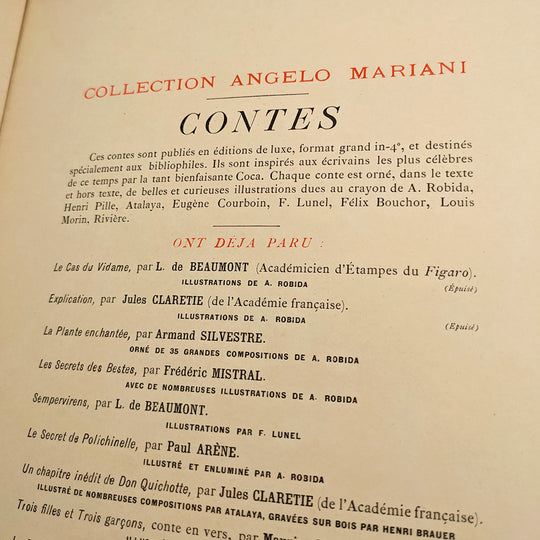 COLLECTION ANGELO MARIANI
CONTES
Ces contes sont publiés en éditions de luxe, format grand in-4°, et destinés
spécialement aux bibliophiles. Ils sont inspirés aux écrivains les plus célèbres
de ce temps par la tant bienfaisante Coca. Chaque conte est orné, dans le texte
et hors texte, de belles et curieuses illustrations dues au crayon de A. Robida,
Henri Pille, Atalaya, Eugène Courboin, F. Lunel, Félix Bouchor, Louis
Morin, Rivière.
ONT DÉJA PARU :
Le Cas du Vidame, par L. de BEAUMONT (Académicien d'Étampes du Figaro).
ILLUSTRATIONS DE A. ROBIDA
(Épuisé)
Explication, par Jules CLARETIE (de l'Académie française).
ILLUSTRATIONS DE A. ROBIDA
(Épuisé)
La Plante enchantée, par Armand SILVESTRE.
ORNÉ DE 35 GRANDES COMPOSITIONS DE A. ROBIDA
Les Secrets des Bestes, par Frédéric MISTRAL.
AVEC DE NOMBREUSES ILLUSTRATIONS DE A. ROBIDA
Sempervirens, par L. de BEAUMONT.
ILLUSTRATIONS PAR F. LUNEL
Le Secret de Polichinelle, par Paul ARÈNE.
ILLUSTRÉ ET ENLUMINÉ PAR A. ROBIDA
Un chapitre inédit de Don Quichotte, par Jules CLARETIE (de l'Académie française).
ILLUSTRÉ DE NOMBREUSES COMPOSITIONS PAR ATALAYA, GRAVÉES SUR BOIS PAR HENRI BRAUER
Trois filles et Trois garçons, conte en vers, par